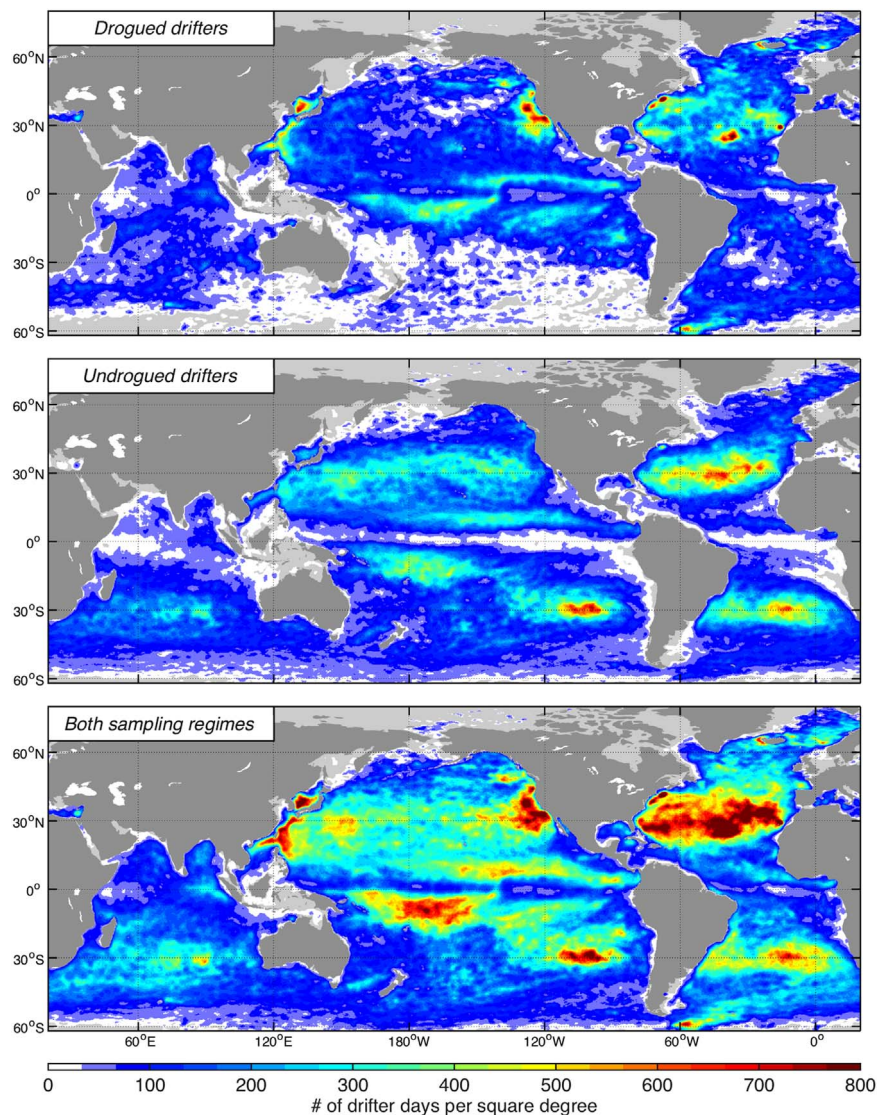 Drogued drifters
60°N
30°N
0°
30°S
60°S
Undrogued drifters
60°N
30°N
0°
30°S
60°S
Both sampling regimes
60°N
30°N
0°
30°S
60°S
60°E 120°E 180°W 120°W 60°W 0°
0 100 200 300 400 500 600 700 800
# of drifter days per square degree